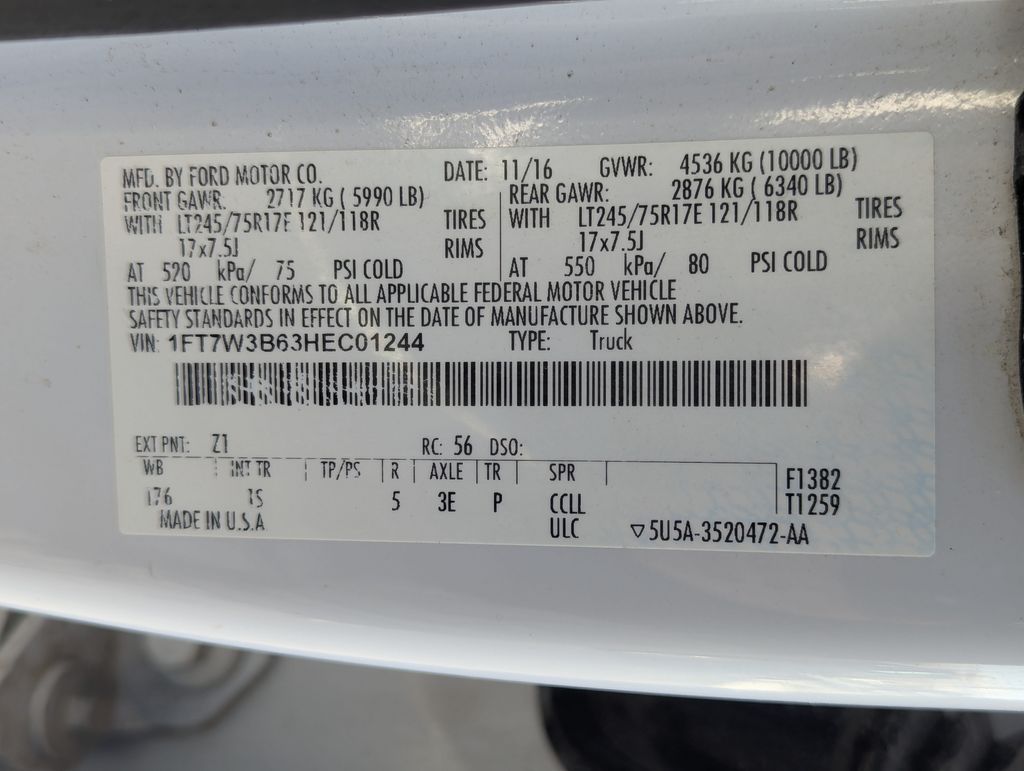 MFD. BY FORD MOTOR CO. DATE: 11/16 GVWR: 4536 KG (10000 LB)
FRONT GAWR: 2717 KG ( 5990 LB) REAR GAWR: 2876 KG ( 6340 LB)
WITH LT245/75R17E 121/118R TIRES WITH LT245/75R17E 121/118R TIRES
17x7.5J RIMS 17x7.5J RIMS
AT 520 kPa/ 75 PSI COLD AT 550 kPa/ 80 PSI COLD
THIS VEHICLE CONFORMS TO ALL APPLICABLE FEDERAL MOTOR VEHICLE
SAFETY STANDARDS IN EFFECT ON THE DATE OF MANUFACTURE SHOWN ABOVE.
VIN: 1FT7W3B63HEC01244 TYPE: Truck
EXT PNT: Z1 RC: 56 DSO:
WB INT TR TP/PS R AXLE TR SPR F1382
176 1S 5 3E P CCLL T1259
MADE IN U.S.A ULC ▽5U5A-3520472-AA